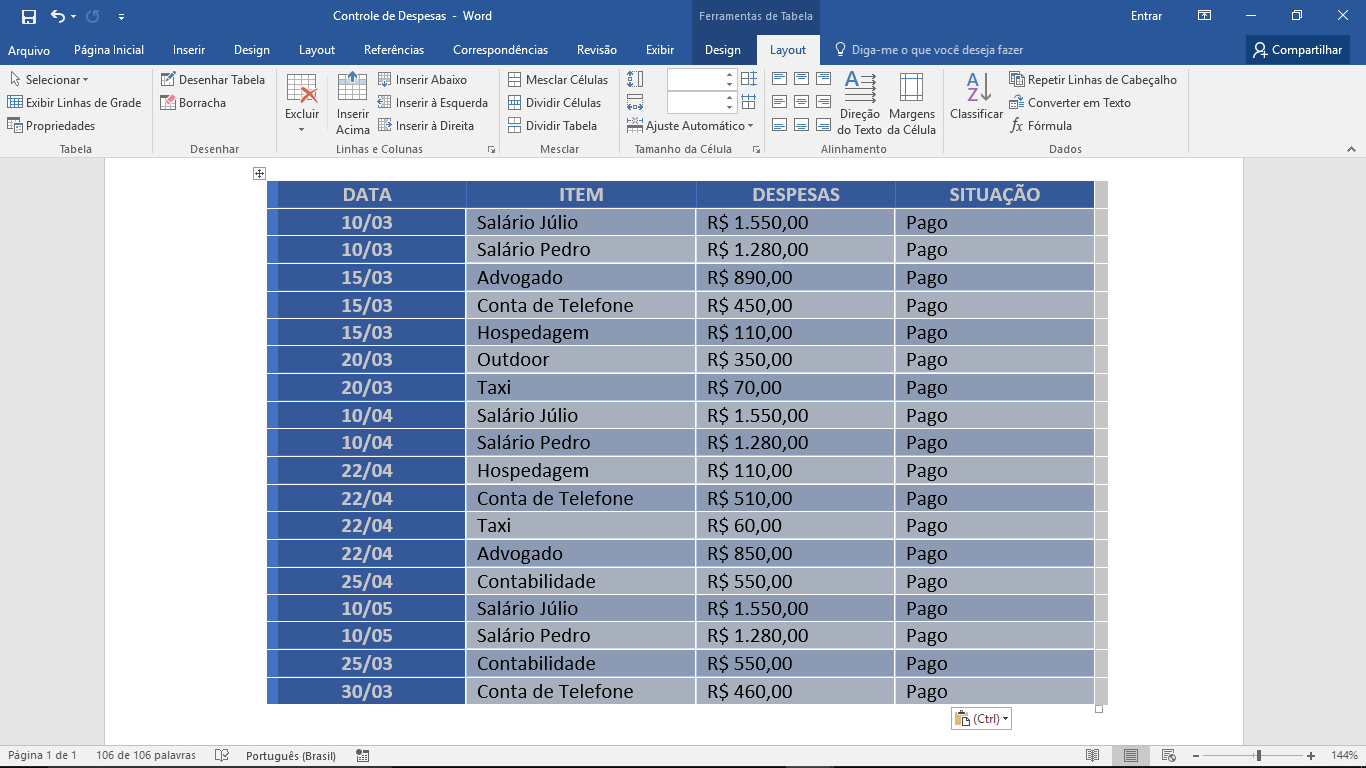 Controle de Despesas - Word
Ferramentas de Tabela
Entrar
Arquivo Página Inicial Inserir Design Layout Referências Correspondências Revisão Exibir Design Layout Diga-me o que você deseja fazer Compartilhar
Selecionar
Exibir Linhas de Grade
Propriedades
Tabela
Desenhar Tabela
Borracha
Desenhar
Excluir
Inserir Acima
Inserir Abaixo
Inserir à Esquerda
Inserir à Direita
Linhas e Colunas
Mesclar Células
Dividir Células
Dividir Tabela
Mesclar
Ajuste Automático
Tamanho da Célula
Direção do Texto
Margens da Célula
Alinhamento
Classificar
Repetir Linhas de Cabeçalho
Converter em Texto
Fórmula
Dados
DATA ITEM DESPESAS SITUAÇÃO
10/03 Salário Júlio R$ 1.550,00 Pago
10/03 Salário Pedro R$ 1.280,00 Pago
15/03 Advogado R$ 890,00 Pago
15/03 Conta de Telefone R$ 450,00 Pago
15/03 Hospedagem R$ 110,00 Pago
20/03 Outdoor R$ 350,00 Pago
20/03 Taxi R$ 70,00 Pago
10/04 Salário Júlio R$ 1.550,00 Pago
10/04 Salário Pedro R$ 1.280,00 Pago
22/04 Hospedagem R$ 110,00 Pago
22/04 Conta de Telefone R$ 510,00 Pago
22/04 Taxi R$ 60,00 Pago
22/04 Advogado R$ 850,00 Pago
25/04 Contabilidade R$ 550,00 Pago
10/05 Salário Júlio R$ 1.550,00 Pago
10/05 Salário Pedro R$ 1.280,00 Pago
25/03 Contabilidade R$ 550,00 Pago
30/03 Conta de Telefone R$ 460,00 Pago
(Ctrl)
Página 1 de 1 106 de 106 palavras Português (Brasil) 144%